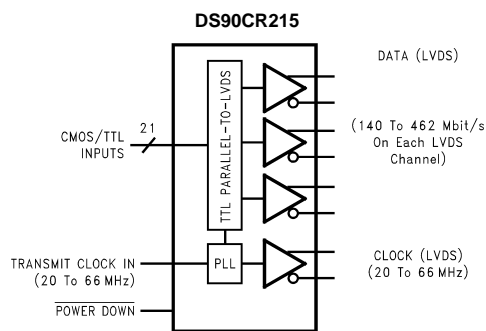 DS90CR215
DATA (LVDS)
21
CMOS/TTL
INPUTS
TTL PARALLEL-TO-LVDS
(140 To 462 Mbit/s
On Each LVDS
Channel)
TRANSMIT CLOCK IN
(20 To 66 MHz)
PLL
CLOCK (LVDS)
(20 To 66 MHz)
POWER DOWN